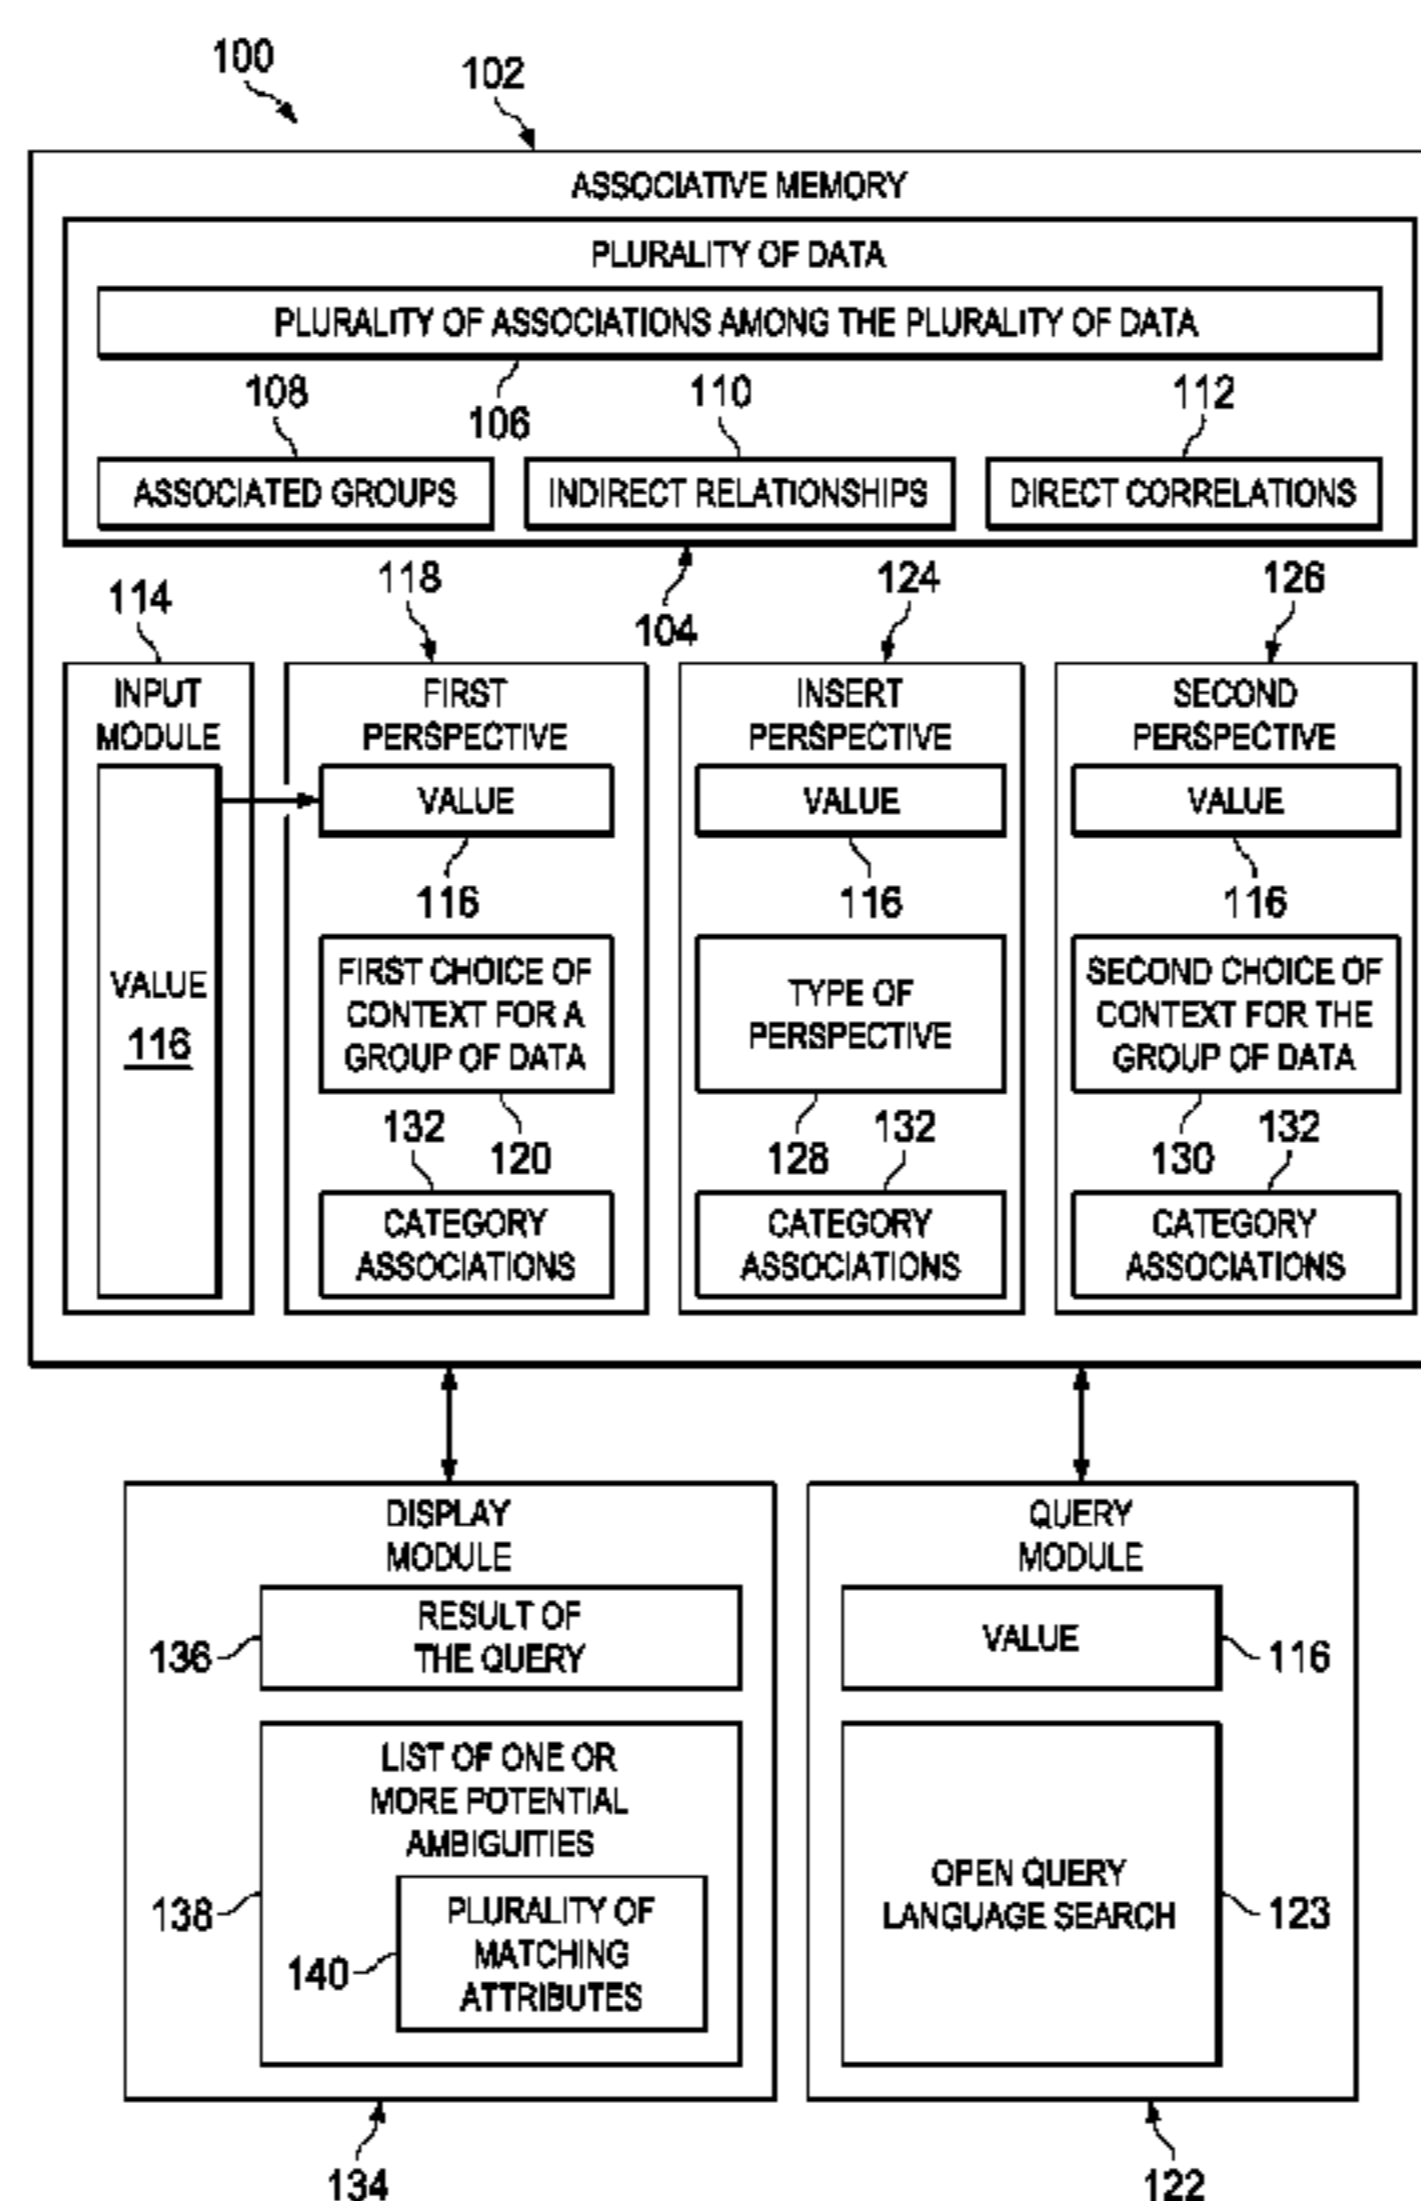 100
102
ASSOCIATIVE MEMORY
PLURALITY OF DATA
PLURALITY OF ASSOCIATIONS AMONG THE PLURALITY OF DATA
108
106
110
112
ASSOCIATED GROUPS
INDIRECT RELATIONSHIPS
DIRECT CORRELATIONS
104
114
118
124
126
INPUT
MODULE
VALUE
116
FIRST
PERSPECTIVE
VALUE
116
FIRST CHOICE OF
CONTEXT FOR A
GROUP OF DATA
132
120
CATEGORY
ASSOCIATIONS
INSERT
PERSPECTIVE
VALUE
116
TYPE OF
PERSPECTIVE
128
132
CATEGORY
ASSOCIATIONS
SECOND
PERSPECTIVE
VALUE
116
SECOND CHOICE OF
CONTEXT FOR THE
GROUP OF DATA
130
132
CATEGORY
ASSOCIATIONS
DISPLAY
MODULE
RESULT OF
THE QUERY
136
LIST OF ONE OR
MORE POTENTIAL
AMBIGUITIES
138
PLURALITY OF
MATCHING
ATTRIBUTES
140
134
QUERY
MODULE
VALUE
116
OPEN QUERY
LANGUAGE SEARCH
123
122